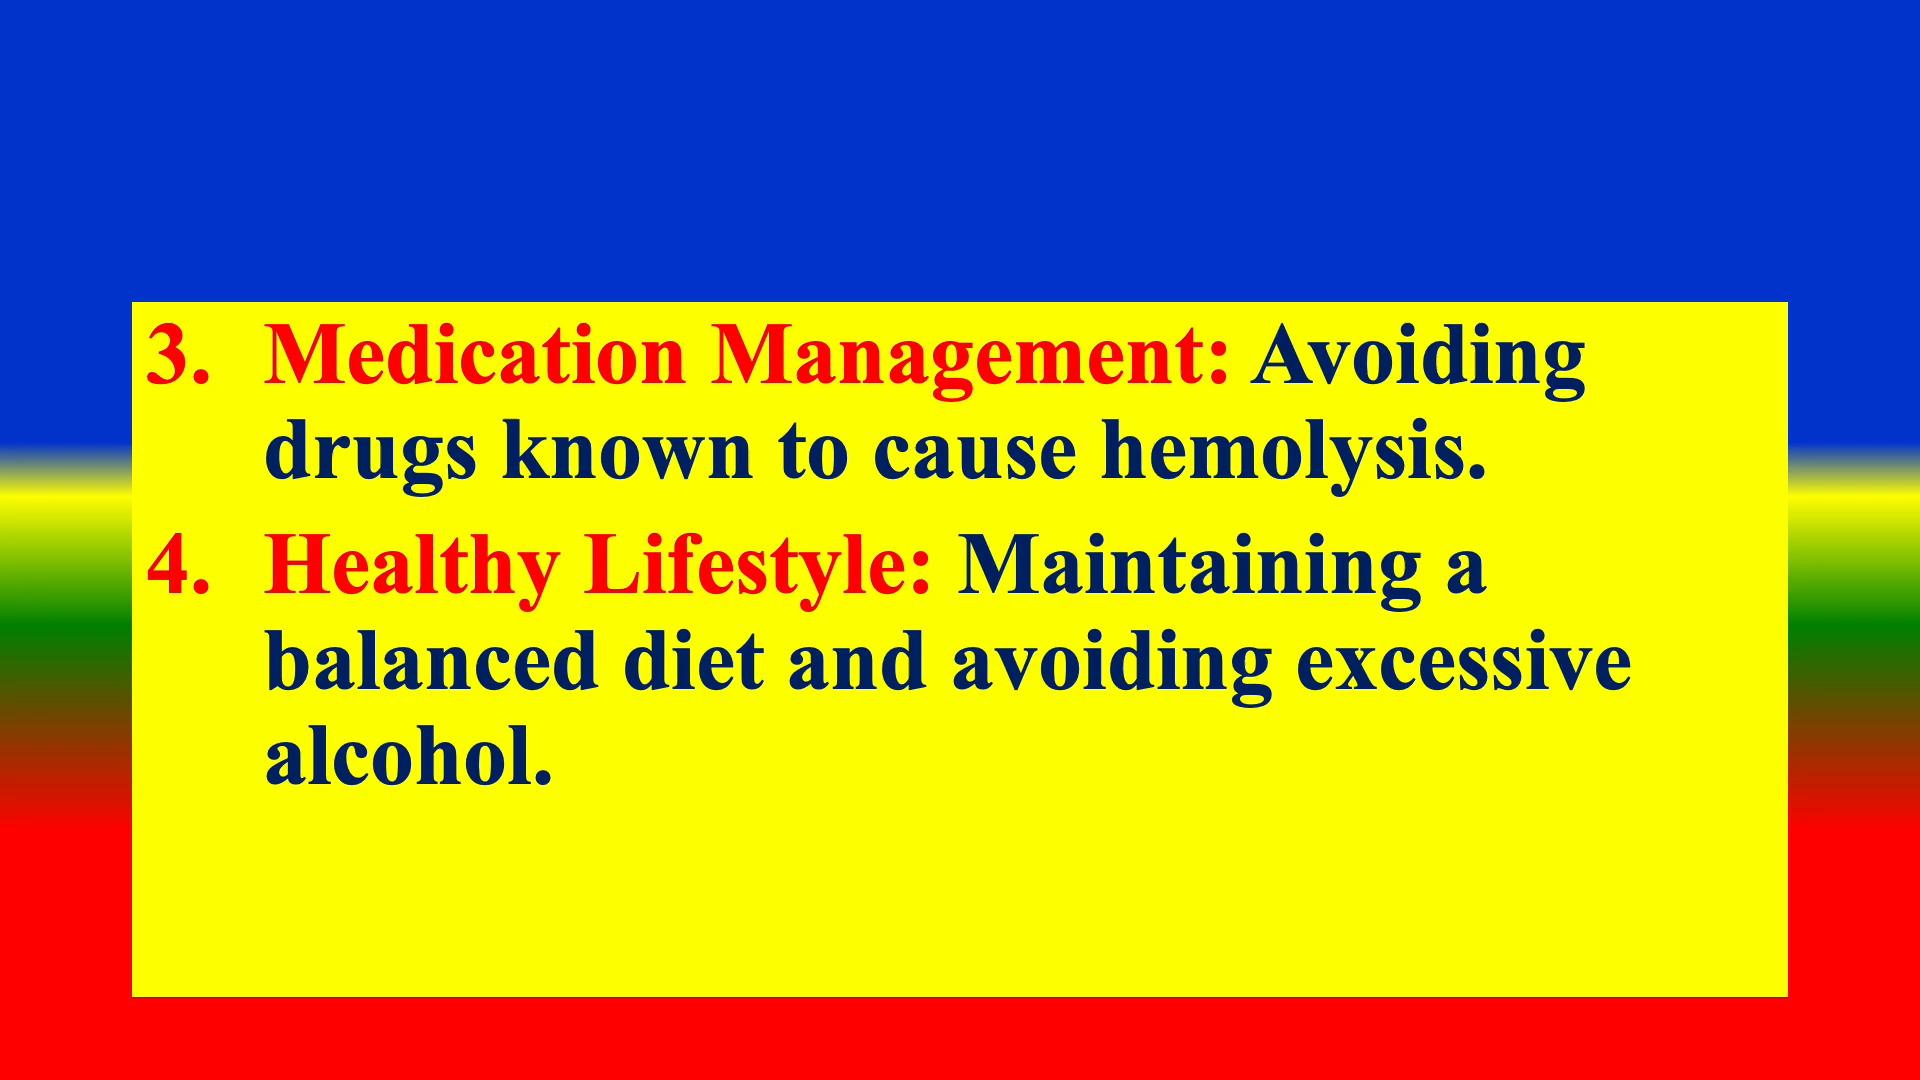 3. Medication Management: Avoiding
drugs known to cause hemolysis.
4. Healthy Lifestyle: Maintaining a
balanced diet and avoiding excessive
alcohol.